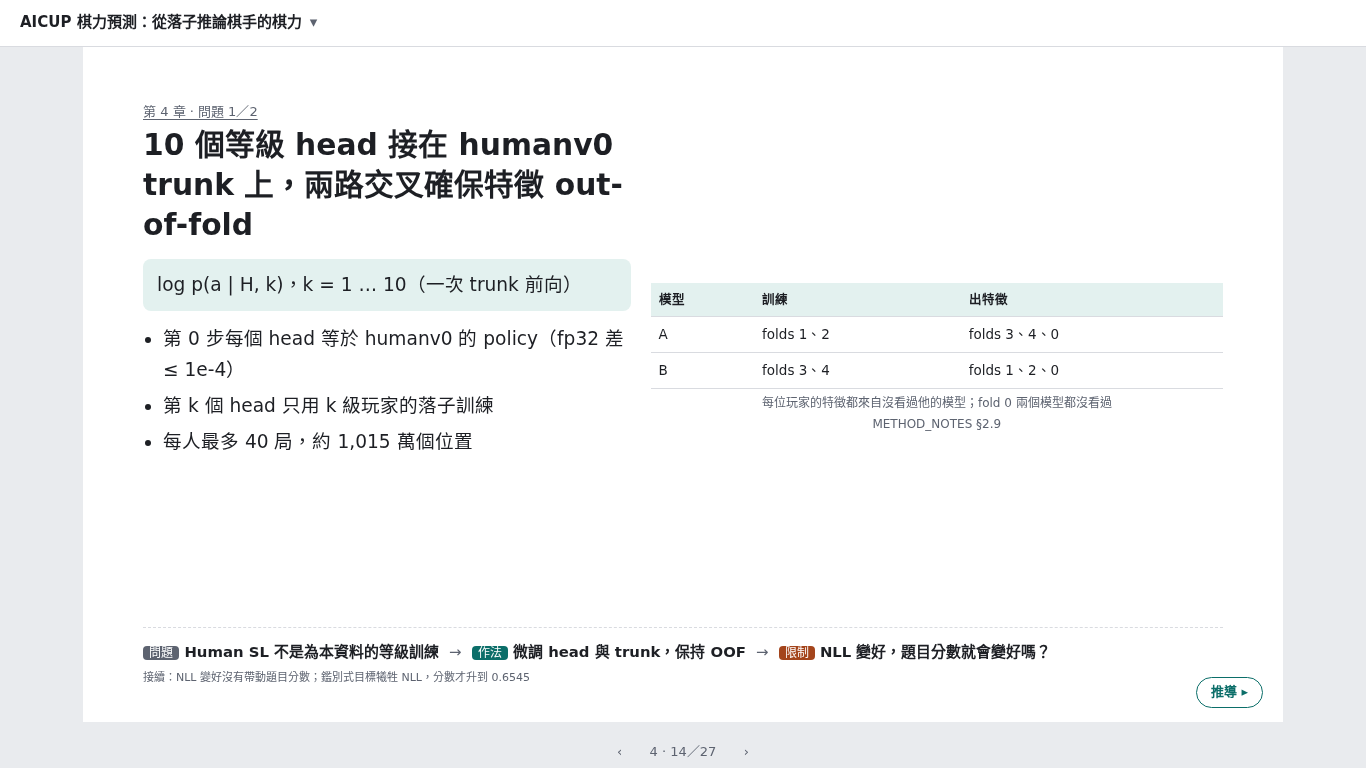 AICUP 棋力預測：從落子推論棋手的棋力 ▾
第 4 章 · 問題 1／2
10 個等級 head 接在 humanv0
trunk 上，兩路交叉確保特徵 out-
of-fold
log p(a | H, k)，k = 1 … 10（一次 trunk 前向）
• 第 0 步每個 head 等於 humanv0 的 policy（fp32 差
≤ 1e-4）
• 第 k 個 head 只用 k 級玩家的落子訓練
• 每人最多 40 局，約 1,015 萬個位置
模型 訓練 出特徵
A folds 1、2 folds 3、4、0
B folds 3、4 folds 1、2、0
每位玩家的特徵都來自沒看過他的模型；fold 0 兩個模型都沒看過
METHOD_NOTES §2.9
問題 Human SL 不是為本資料的等級訓練 → 作法 微調 head 與 trunk，保持 OOF → 限制 NLL 變好，題目分數就會變好嗎？
接續：NLL 變好沒有帶動題目分數；鑑別式目標犧牲 NLL，分數才升到 0.6545
推導 ▸
‹ 4 · 14／27 ›